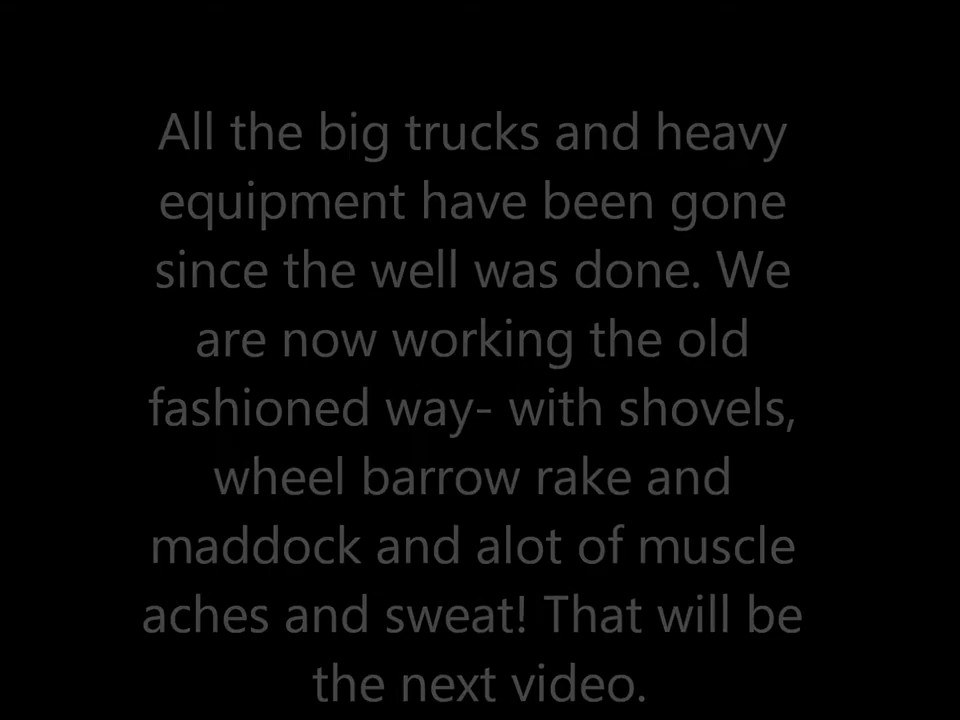 All the big trucks and heavy
equipment have been gone
since the well was done. We
are now working the old
fashioned way- with shovels,
wheel barrow rake and
maddock and alot of muscle
aches and sweat! That will be
the next video.